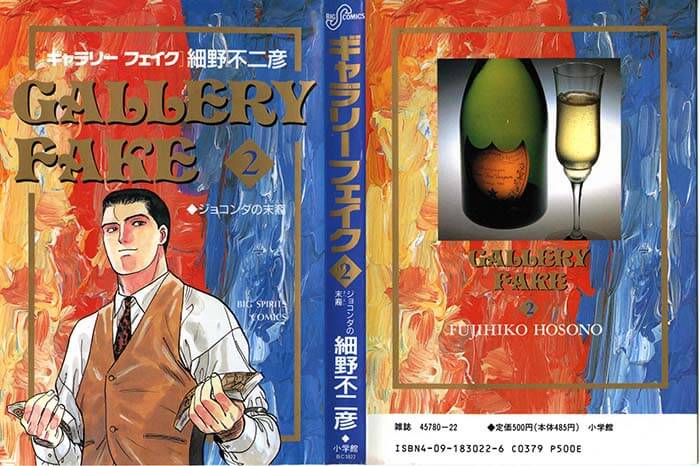 ギャラリー フェイク 細野不二彦
GALLERY
FAKE 2
◆ジョコンダの末裔
BIG SPIRITS
COMICS
BIG COMICS
ギャラリーフェイク
2
ジョコンダの
末裔
細野不二彦
◆
小学館
GALLERY
FAKE
2
FUJIHIKO HOSONO
雑誌 45780-22 ◆定価500円(本体485円) 小学館
ISBN4-09-183022-6 C0379 P500E